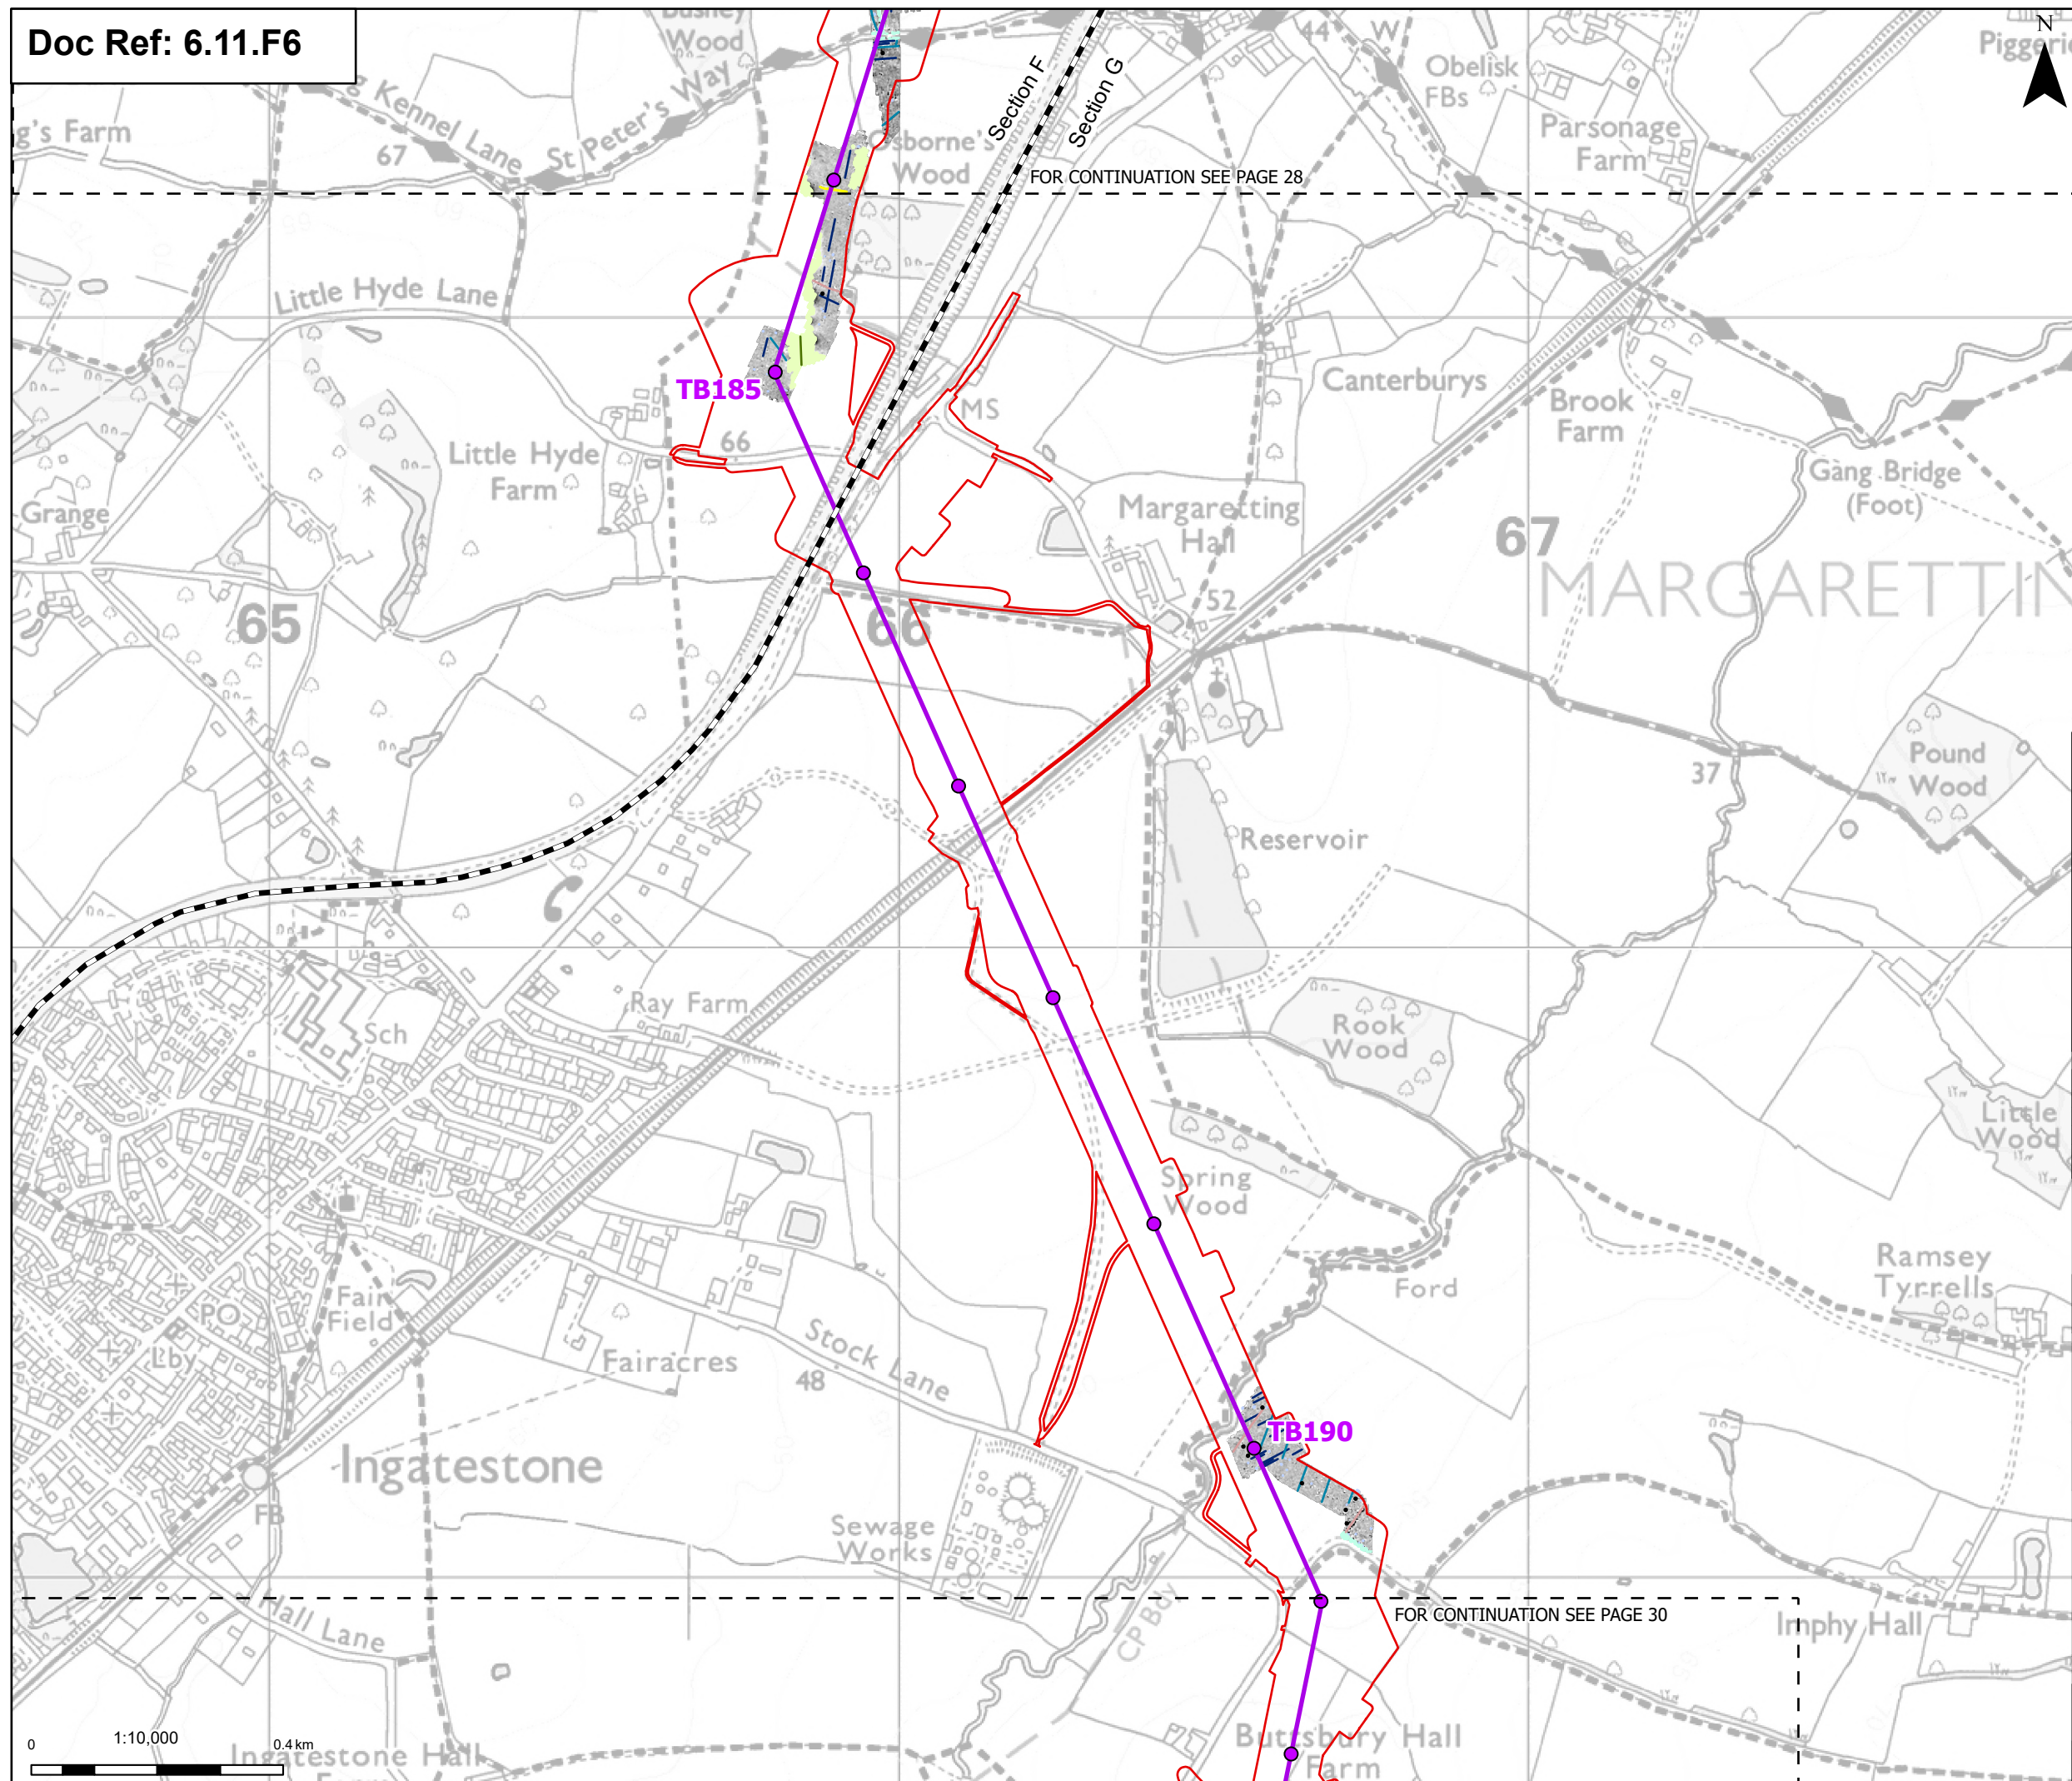 Doc Ref: 6.11.F6
Wood
44
W
N
Obelisk
FBs
Kennel Lane
St Peter's Way
Section F
Section G
g's Farm
67
Osborne's
Wood
Parsonage
Farm
FOR CONTINUATION SEE PAGE 28
Little Hyde Lane
TB185
MS
Canterburys
Brook
Farm
66
Little Hyde
Farm
Gang Bridge
(Foot)
Grange
Margaretting
Hall
67
MARGARETTIN
65
66
52
Pound
Wood
37
Reservoir
Ray Farm
Sch
Rook
Wood
Little
Wood
Spring
Wood
Ramsey
Tyrrells
Ford
PO
Fair
Field
Lby
Fairacres
Stock Lane
48
TB190
Ingatestone
FB
Sewage
Works
CP Bdy
Hall Lane
FOR CONTINUATION SEE PAGE 30
Imphy Hall
0
1:10,000
0.4 km
Ingatestone Hall
Buttsbury Hall
Farm